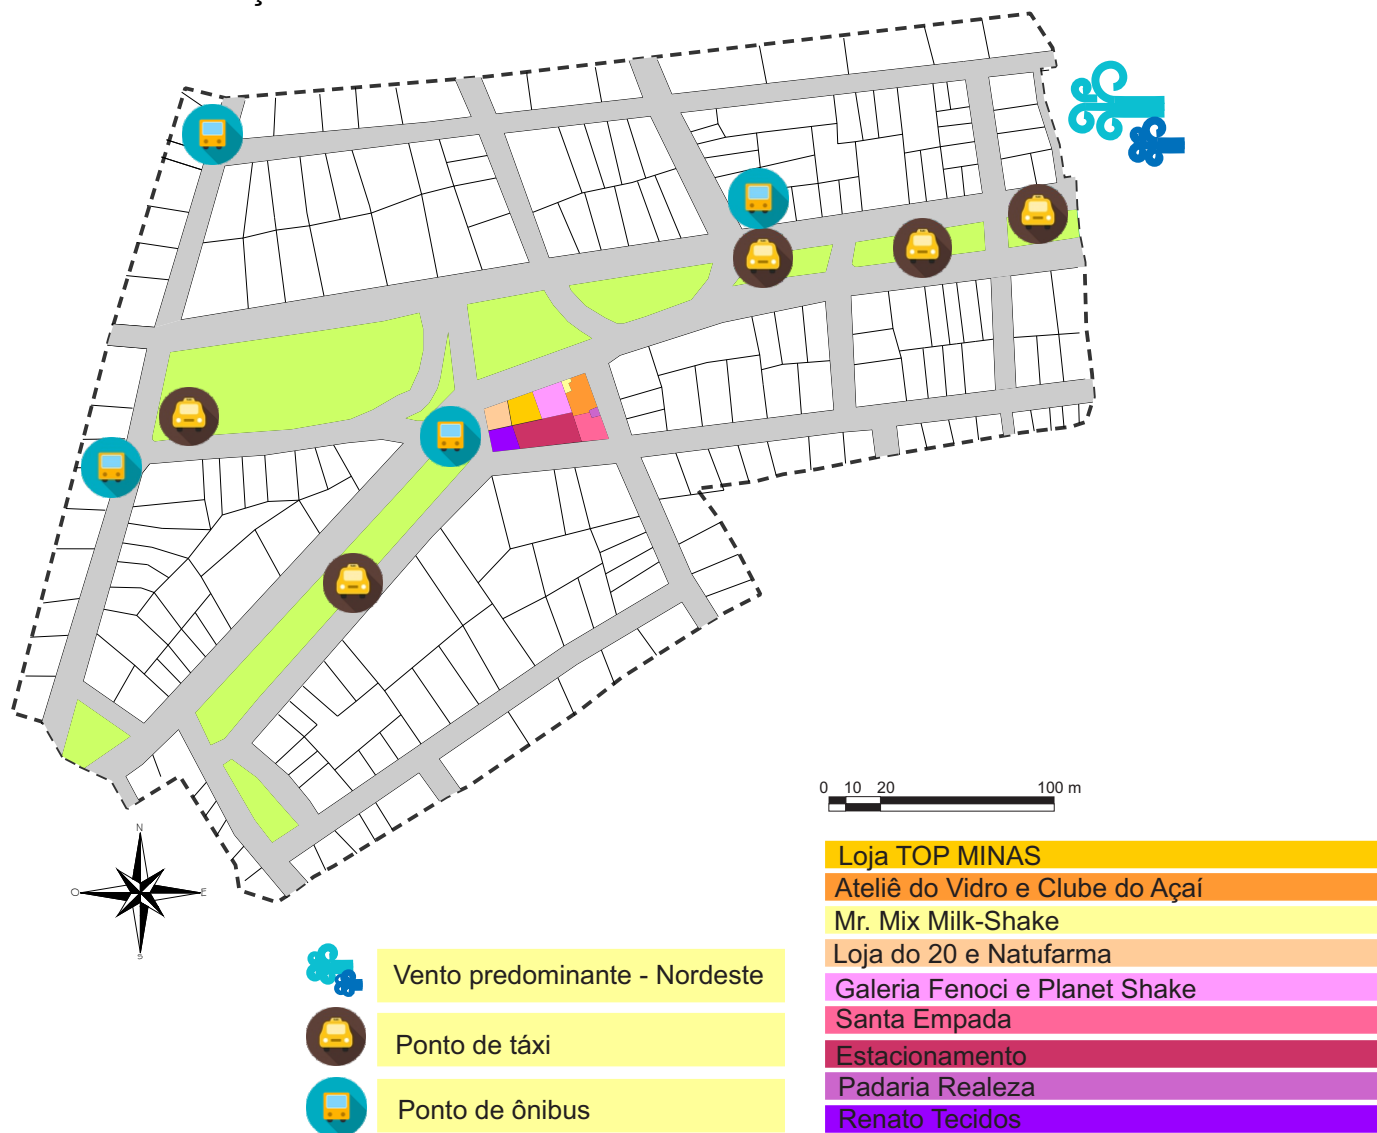 0 10 20 100 m
N
O E
S
Loja TOP MINAS
Ateliê do Vidro e Clube do Açaí
Mr. Mix Milk-Shake
Loja do 20 e Natufarma
Galeria Fenoci e Planet Shake
Santa Empada
Estacionamento
Padaria Realeza
Renato Tecidos
Vento predominante - Nordeste
Ponto de táxi
Ponto de ônibus